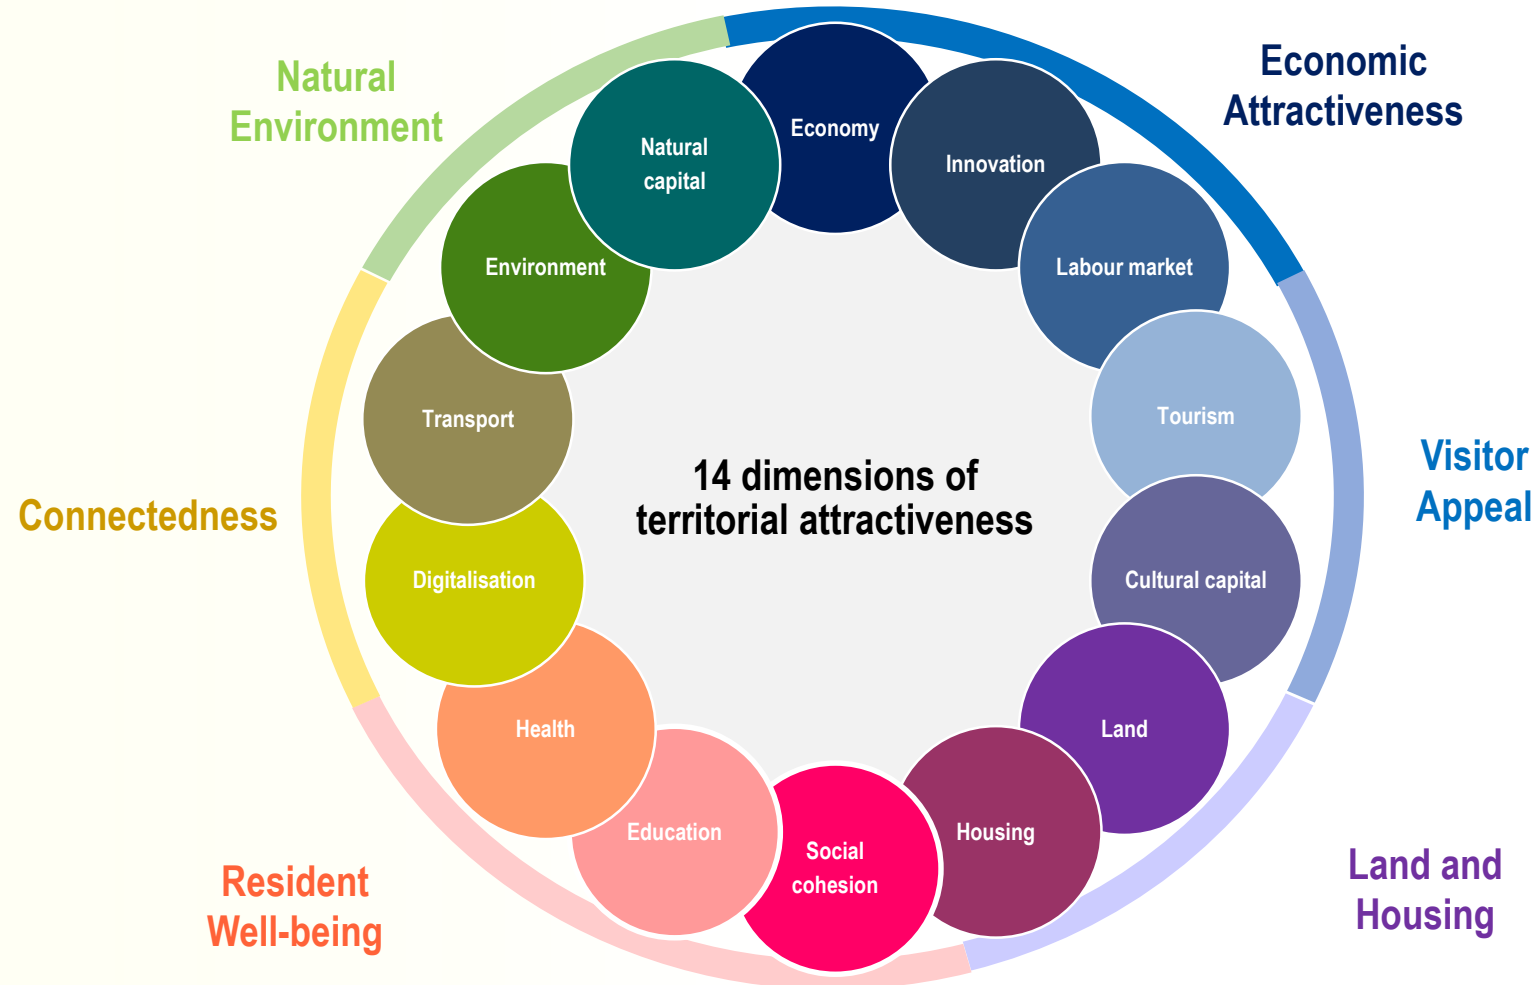 Natural
Environment
Economic
Attractiveness
Economy
Natural
capital
Innovation
Environment
Labour market
Transport
Tourism
14 dimensions of
territorial attractiveness
Visitor
Appeal
Connectedness
Digitalisation
Cultural capital
Health
Land
Education
Housing
Social
cohesion
Resident
Well-being
Land and
Housing